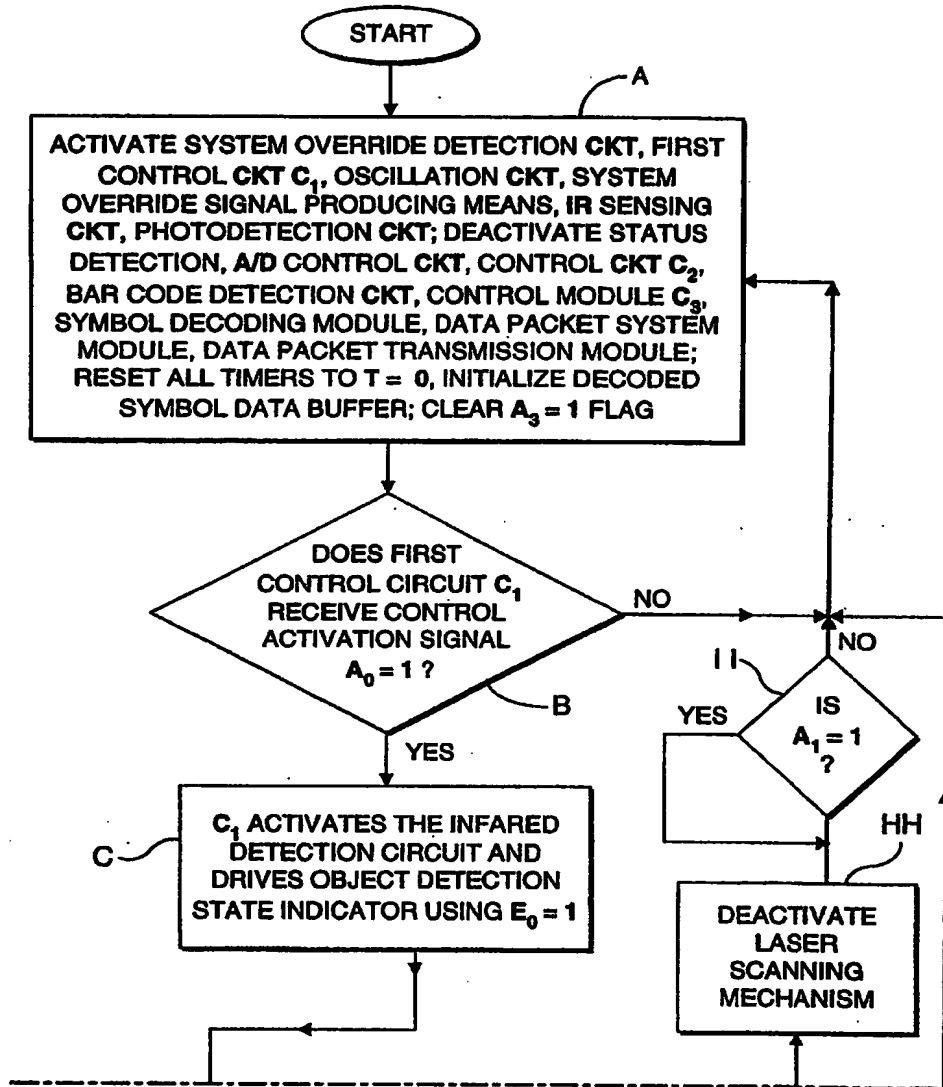 START
A
ACTIVATE SYSTEM OVERRIDE DETECTION CKT, FIRST
CONTROL CKT C₁, OSCILLATION CKT, SYSTEM
OVERRIDE SIGNAL PRODUCING MEANS, IR SENSING
CKT, PHOTODETECTION CKT; DEACTIVATE STATUS
DETECTION, A/D CONTROL CKT, CONTROL CKT C₂,
BAR CODE DETECTION CKT, CONTROL MODULE C₃,
SYMBOL DECODING MODULE, DATA PACKET SYSTEM
MODULE, DATA PACKET TRANSMISSION MODULE;
RESET ALL TIMERS TO T = 0, INITIALIZE DECODED
SYMBOL DATA BUFFER; CLEAR A₃ = 1 FLAG
DOES FIRST
CONTROL CIRCUIT C₁
RECEIVE CONTROL
ACTIVATION SIGNAL
A₀ = 1 ?
NO
B
YES
C₁ ACTIVATES THE INFARED
DETECTION CIRCUIT AND
DRIVES OBJECT DETECTION
STATE INDICATOR USING E₀ = 1
C
NO
II
YES
IS
A₁ = 1
?
HH
DEACTIVATE
LASER
SCANNING
MECHANISM